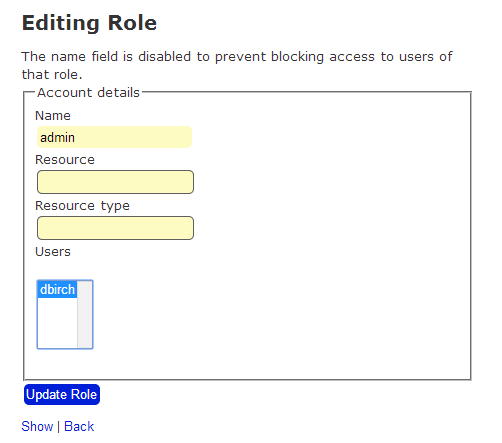 Editing Role
The name field is disabled to prevent blocking access to users of
that role.
Account details
Name
admin
Resource
Resource type
Users
dbirch
Update Role
Show | Back